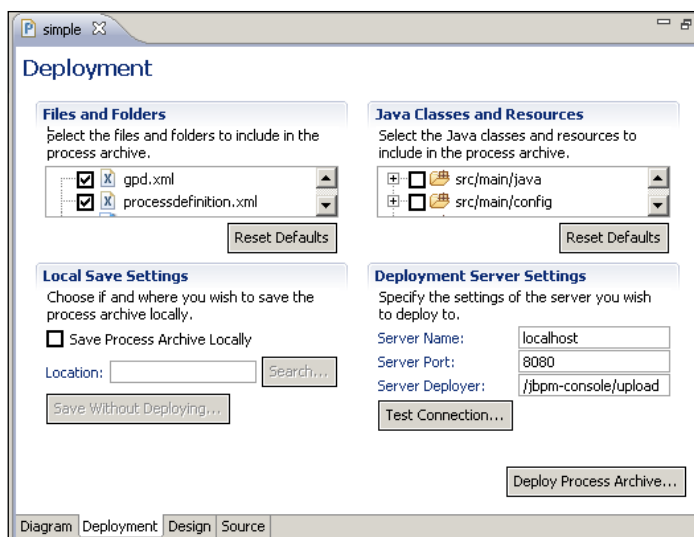 simple
Deployment
Files and Folders
Select the files and folders to include in the
process archive.
gpd.xml
processdefinition.xml
Reset Defaults
Java Classes and Resources
Select the Java classes and resources to
include in the process archive.
src/main/java
src/main/config
Reset Defaults
Local Save Settings
Choose if and where you wish to save the
process archive locally.
Save Process Archive Locally
Location:
Search...
Save Without Deploying...
Deployment Server Settings
Specify the settings of the server you wish
to deploy to.
Server Name: localhost
Server Port: 8080
Server Deployer: /jbpm-console/upload
Test Connection...
Deploy Process Archive...
Diagram Deployment Design Source